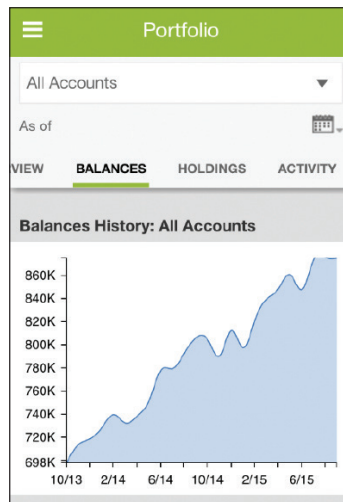 Portfolio
All Accounts
As of
VIEW BALANCES HOLDINGS ACTIVITY
Balances History: All Accounts
860K
840K
820K
800K
780K
760K
740K
720K
698K
10/13 2/14 6/14 10/14 2/15 6/15